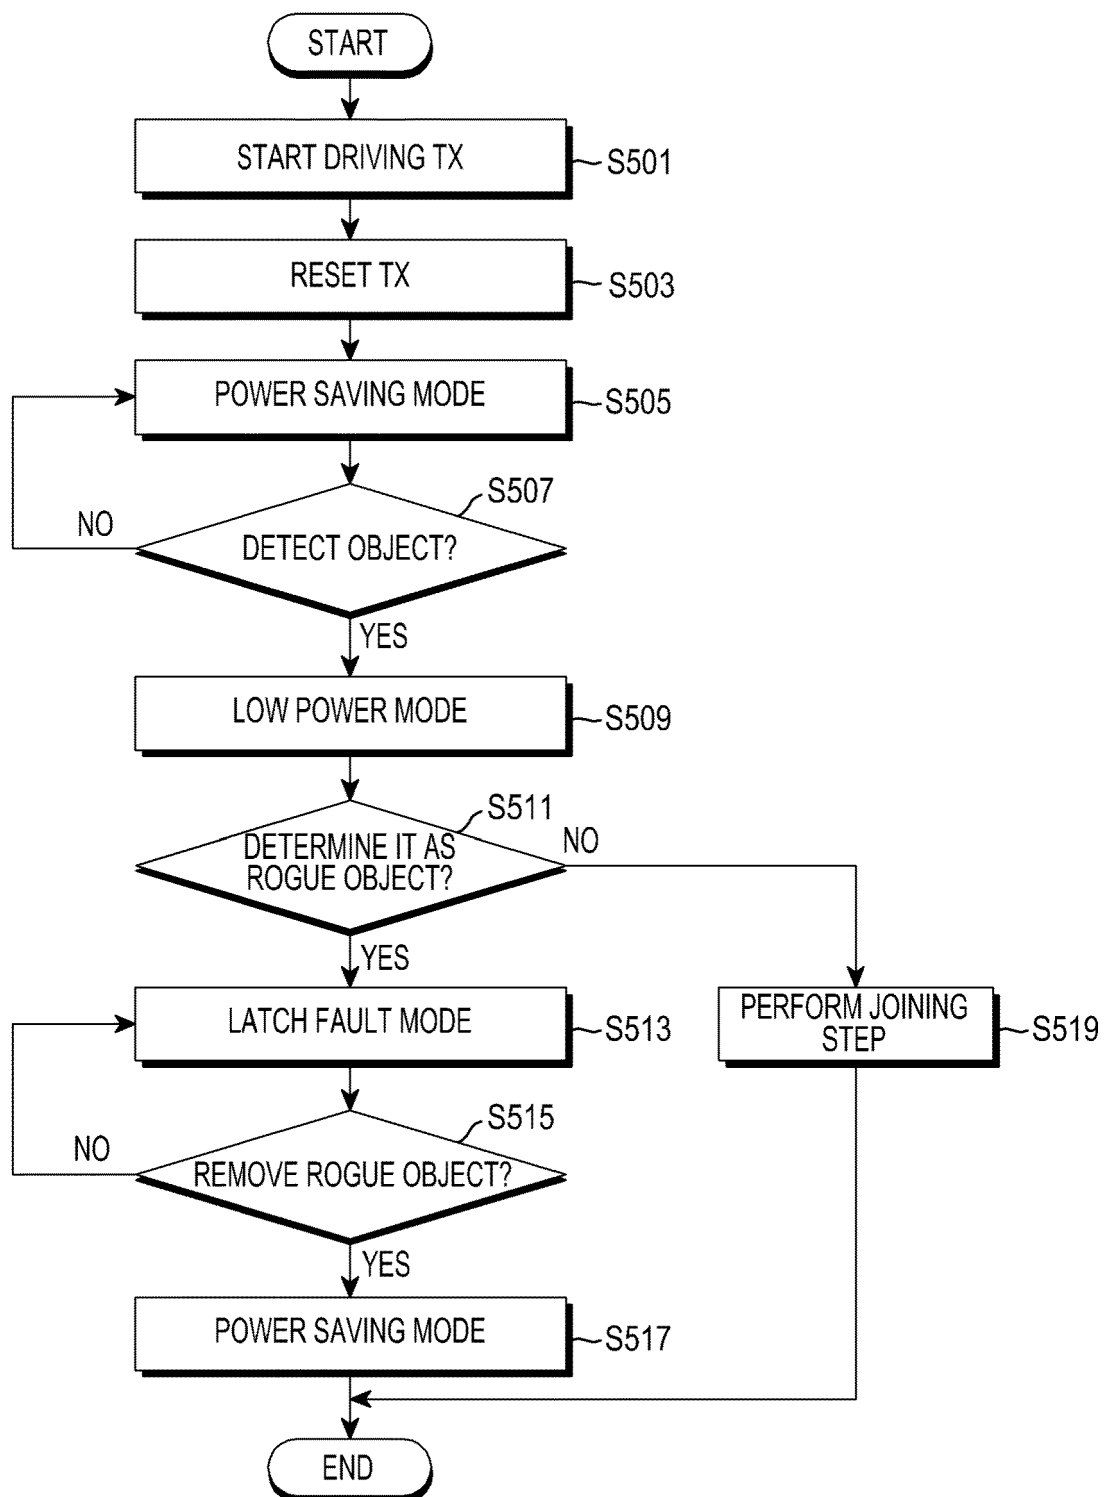 START
START DRIVING TX
S501
RESET TX
S503
POWER SAVING MODE
S505
S507
NO
DETECT OBJECT?
YES
LOW POWER MODE
S509
S511
NO
DETERMINE IT AS
ROGUE OBJECT?
YES
LATCH FAULT MODE
S513
PERFORM JOINING
STEP
S519
S515
NO
REMOVE ROGUE OBJECT?
YES
POWER SAVING MODE
S517
END